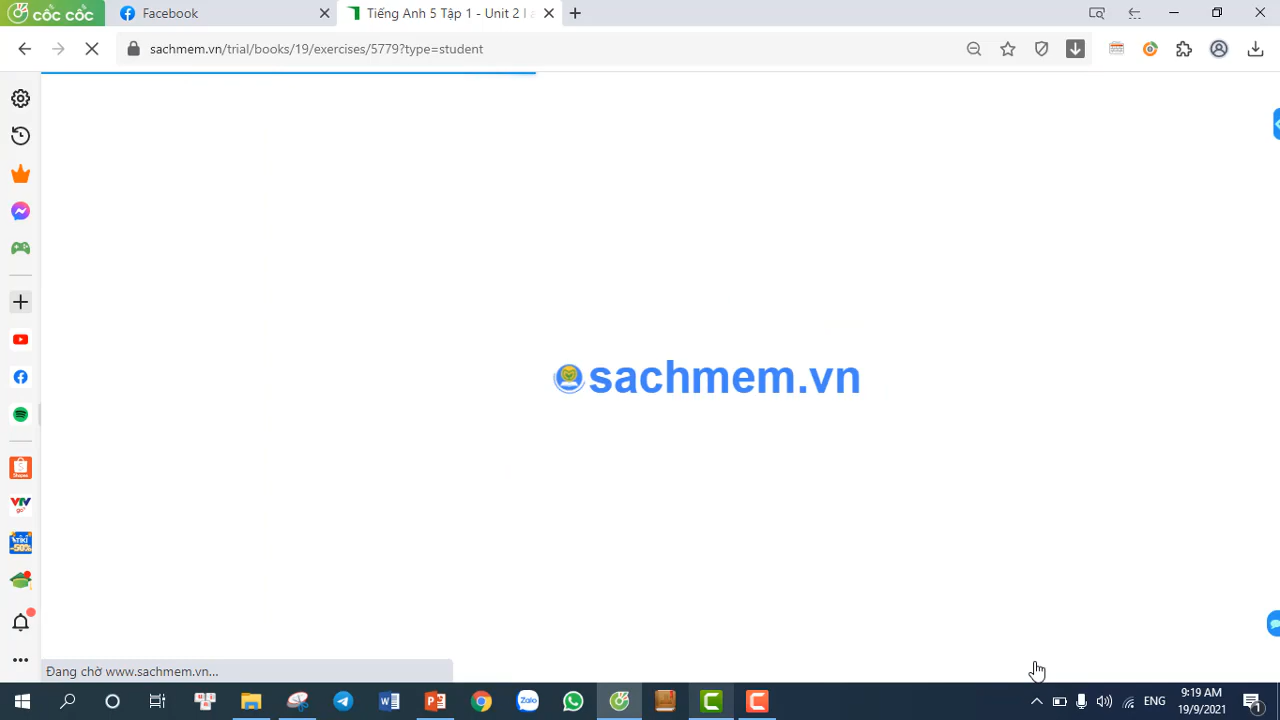 cốc cốc
Facebook
Tiếng Anh 5 Tập 1 - Unit 2 I a
sachmem.vn/trial/books/19/exercises/5779?type=student
sachmem.vn
Đang chờ www.sachmem.vn...
ENG
9:19 AM
19/9/2021